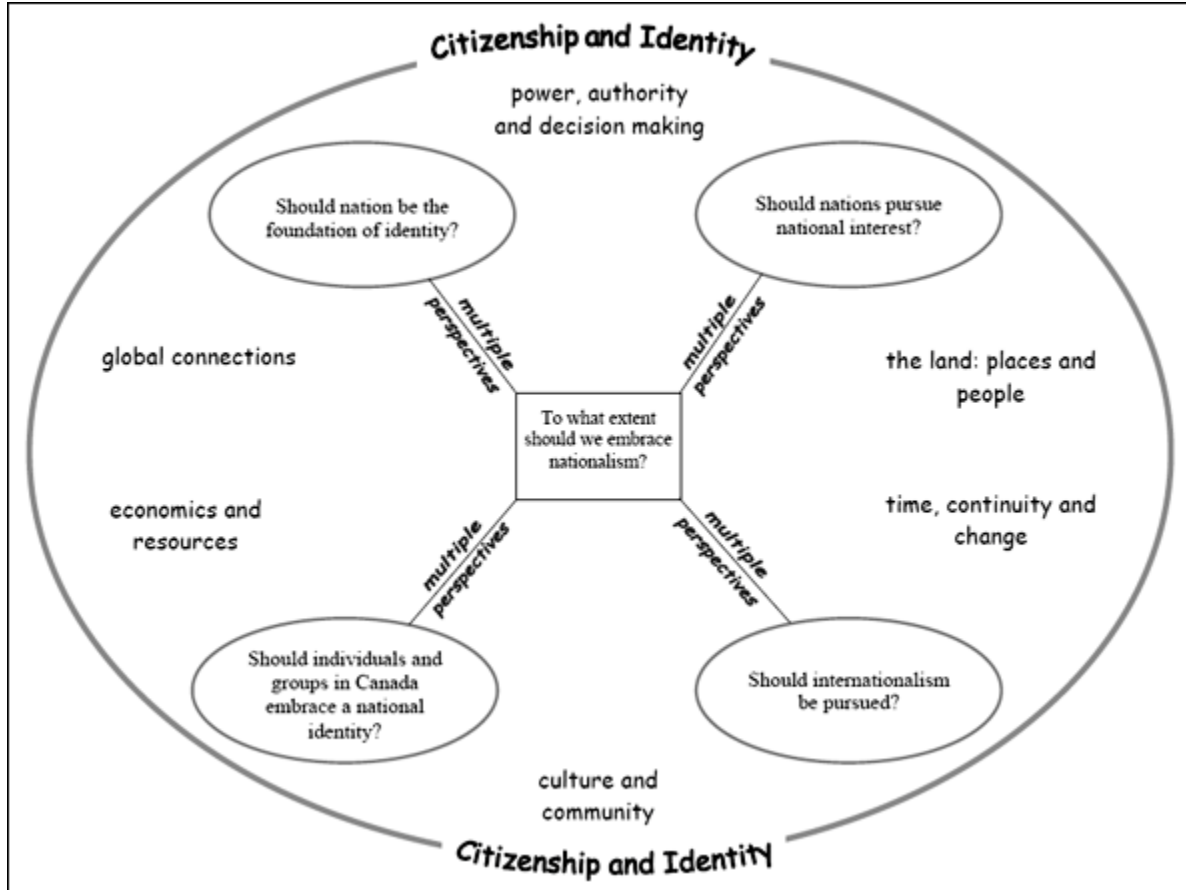 Citizenship and Identity
power, authority
and decision making
Should nation be the
foundation of identity?
Should nations pursue
national interest?
multiple
perspectives
multiple
perspectives
global connections
the land: places and
people
To what extent
should we embrace
nationalism?
economics and
resources
time, continuity and
change
multiple
perspectives
multiple
perspectives
Should individuals and
groups in Canada
embrace a national
identity?
Should internationalism
be pursued?
culture and
community
Citizenship and Identity